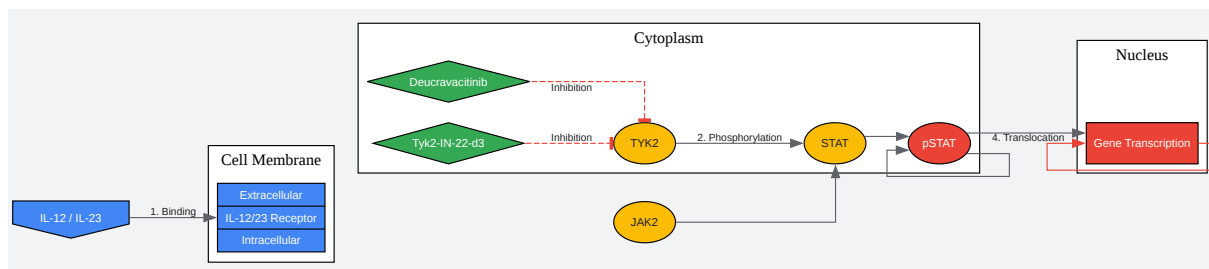 Cytoplasm
Nucleus
Deucravacitinib
Inhibition
Inhibition
4. Translocation
2. Phosphorylation
Tyk2-IN-22-d3
TYK2
STAT
pSTAT
Gene Transcription
Cell Membrane
Extracellular
1. Binding
IL-12 / IL-23
IL-12/23 Receptor
JAK2
Intracellular